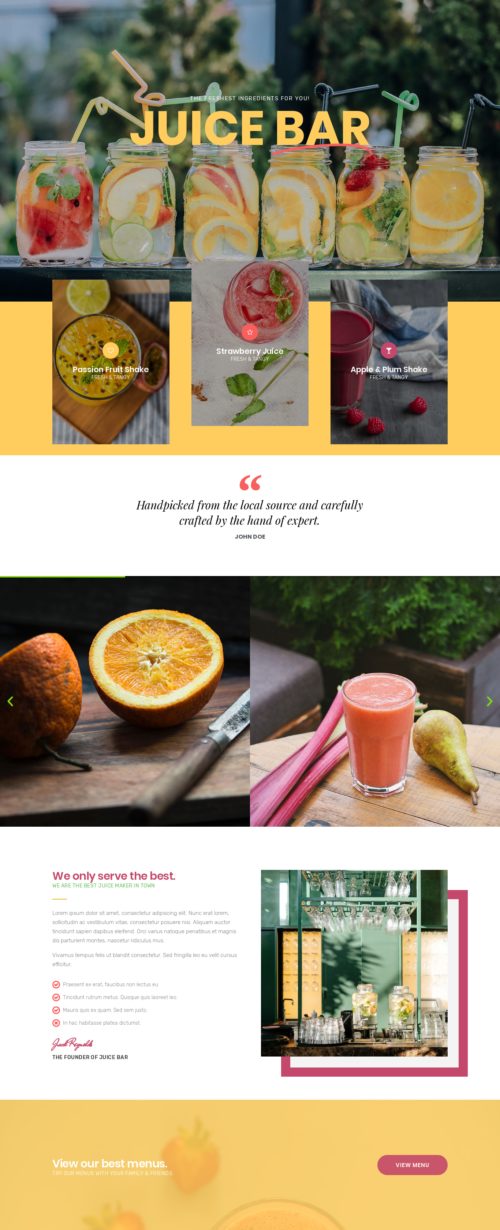 THE FRESHEST INGREDIENTS FOR YOU!
JUICE BAR
Passion Fruit Shake
FRESH & TANGY
Strawberry Juice
FRESH & TANGY
Apple & Plum Shake
FRESH & TANGY
“
Handpicked from the local source and carefully
crafted by the hand of expert.
JOHN DOE
We only serve the best.
WE ARE THE BEST JUICE MAKER IN TOWN
Lorem ipsum dolor sit amet, consectetur adipiscing elit. Nunc erat lorem,
sollicitudin ac vestibulum vitae, consectetur posuere nisi. Aliquam auctor
tincidunt sapien dapibus eleifend. Orci varius natoque penatibus et magnis
dis parturient montes, nascetur ridiculus mus.
Vivamus tempus felis ut blandit consectetur. Sed fringilla leo eu velit cursus
efficitur.
Praesent ex erat, faucibus non lectus eu.
Tincidunt rutrum metus. Quisque quis laoreet leo.
Mauris quis ex quam. Sed sem justo.
In hac habitasse platea dictumst.
Jack Reynolds
THE FOUNDER OF JUICE BAR
View our best menus.
TRY OUR MENUS WITH YOUR FAMILY & FRIENDS
VIEW MENU